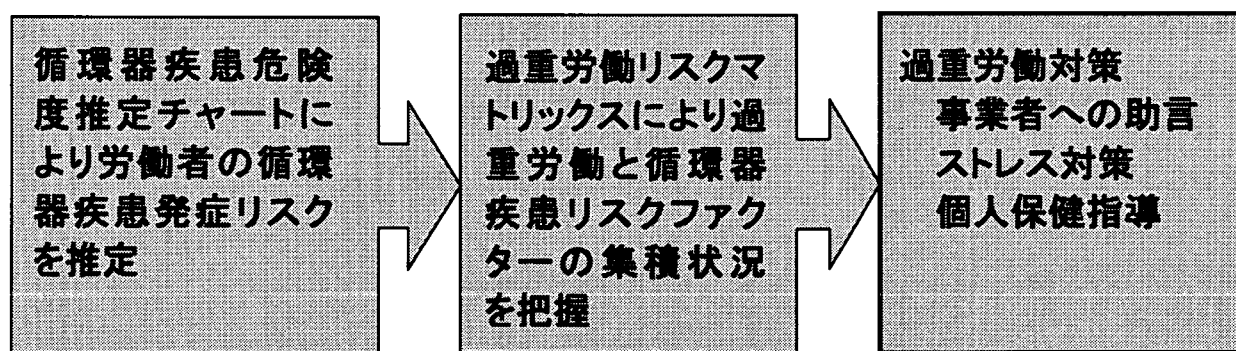 循環器疾患危険
度推定チャートに
より労働者の循環
器疾患発症リスク
を推定
過重労働リスクマ
トリックスにより過
重労働と循環器
疾患リスクファク
ターの集積状況
を把握
過重労働対策
事業者への助言
ストレス対策
個人保健指導